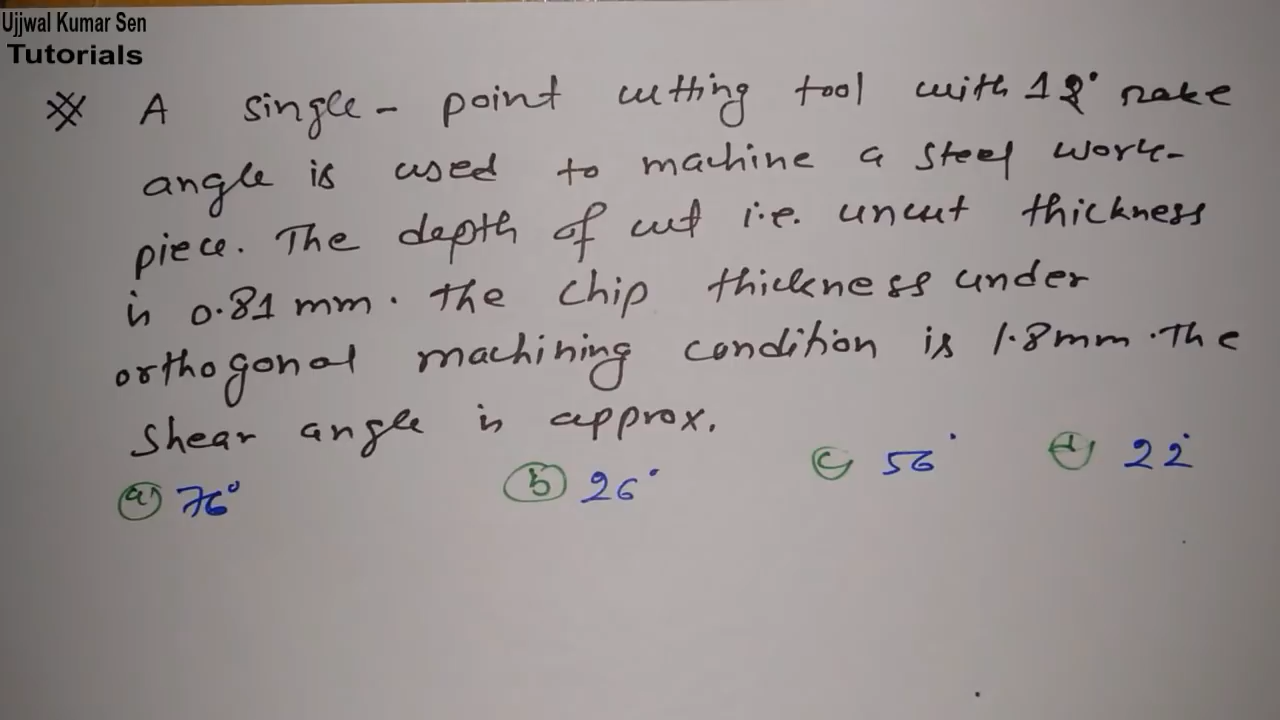 Ujjwal Kumar Sen
Tutorials
A single- point cutting tool with 12° rake
angle is used to machine a steel work-
piece. The depth of cut i.e. uncut thickness
is 0.81 mm. The chip thickness under
orthogonal machining condition is 1.8mm. The
shear angle is approx.
(a) 76° (b) 26° (c) 56° (d) 22°